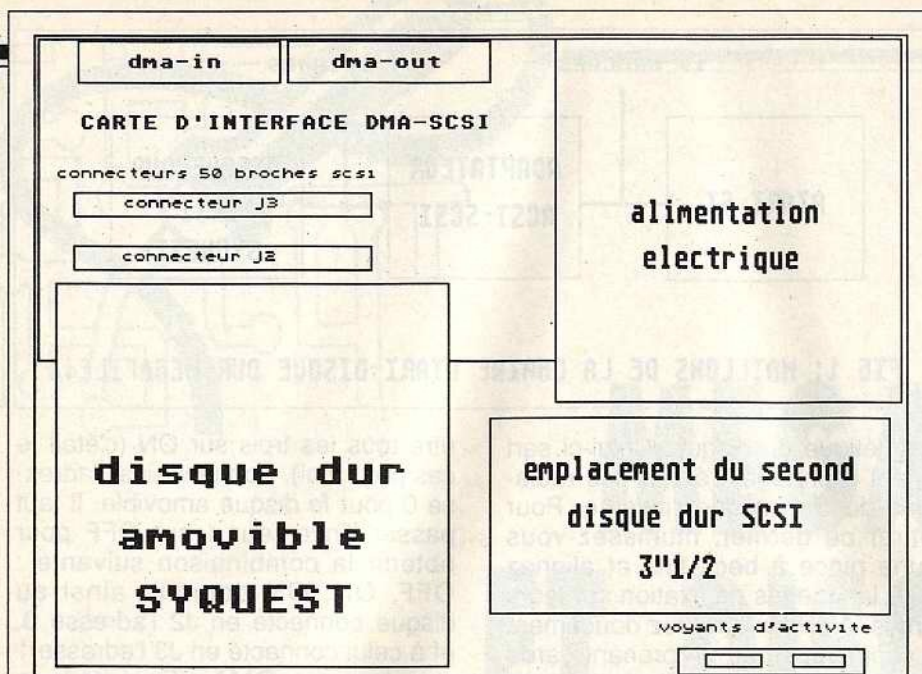 dma-in
dma-out
CARTE D'INTERFACE DMA-SCSI
connecteurs 50 broches scsi
connecteur J3
connecteur J2
alimentation
electrique
disque dur
amovible
SYQUEST
emplacement du second
disque dur SCSI
3"1/2
voyants d'activite